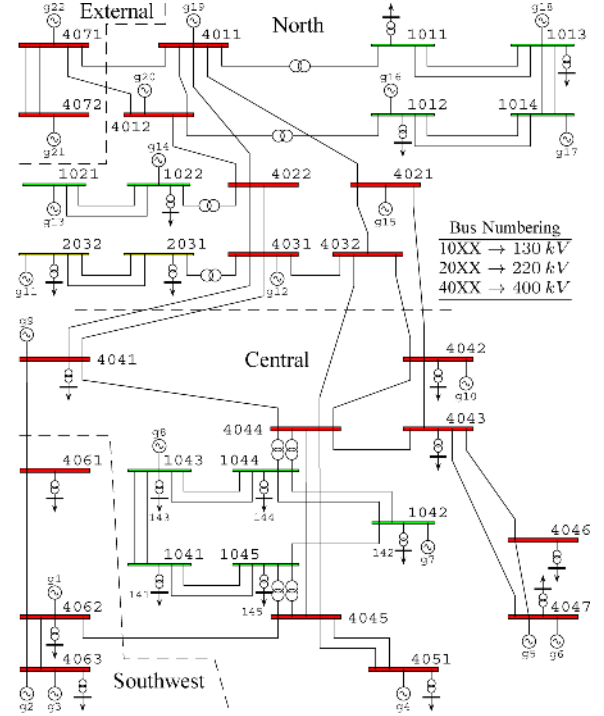 g22
External
g19
North
g18
4071
4011
1011
1013
g20
g16
4072
4012
1012
1014
g21
g14
g17
1021
1022
4022
4021
g13
g15
2032
2031
4031
4032
g11
g12
Bus Numbering
10XX → 130 kV
20XX → 220 kV
40XX → 400 kV
g9
Central
4041
4042
g10
4044
4043
4061
g8
1043
1044
143
144
1042
142
g7
1041
1045
4046
141
145
g1
4062
4045
4047
g5
g6
4063
4051
g2
g3
Southwest
g4